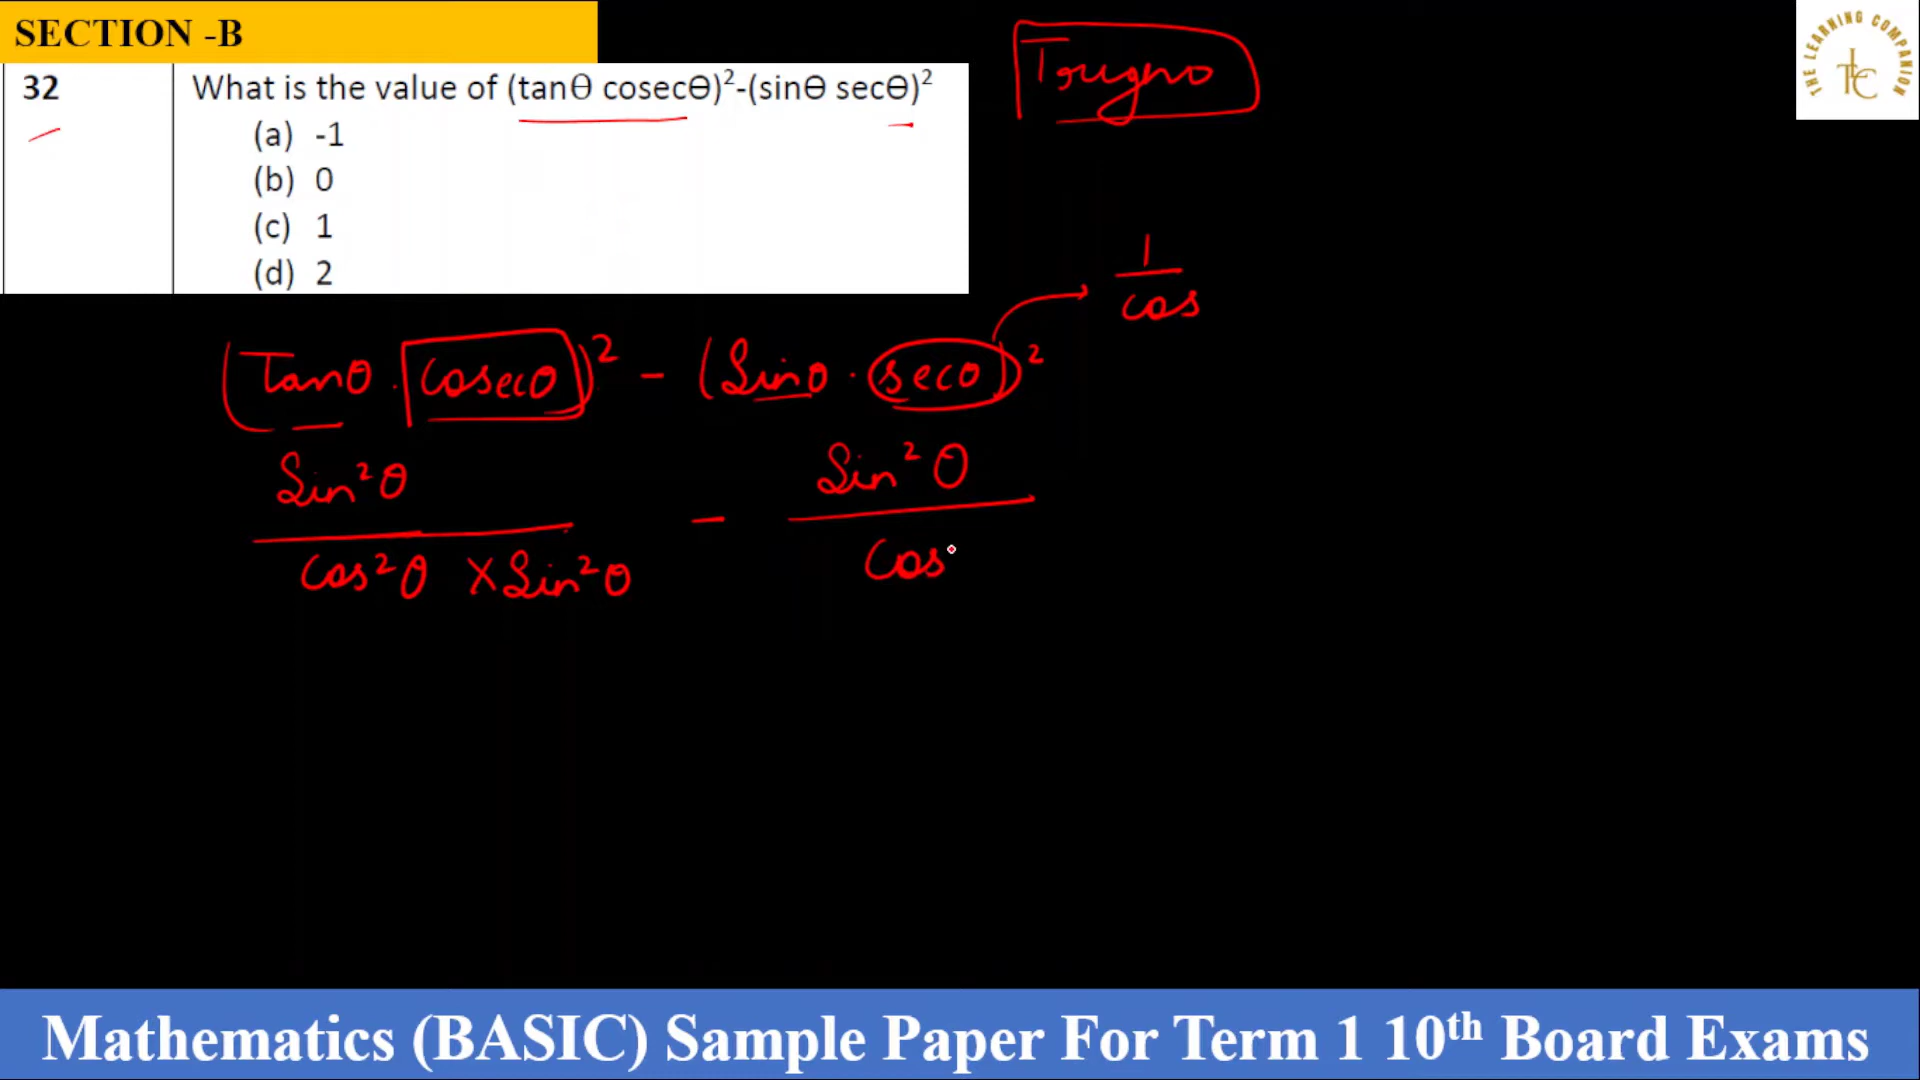 SECTION -B
32 What is the value of (tanθ cosecθ)²-(sinθ secθ)²
(a) -1
(b) 0
(c) 1
(d) 2
Trigno
THE LEARNING COMPANION
TLC
1
cos
(Tanθ . cosecθ)² - (Sinθ . secθ)²
Sin²θ - Sin²θ
Cos²θ × Sin²θ Cos
Mathematics (BASIC) Sample Paper For Term 1 10th Board Exams